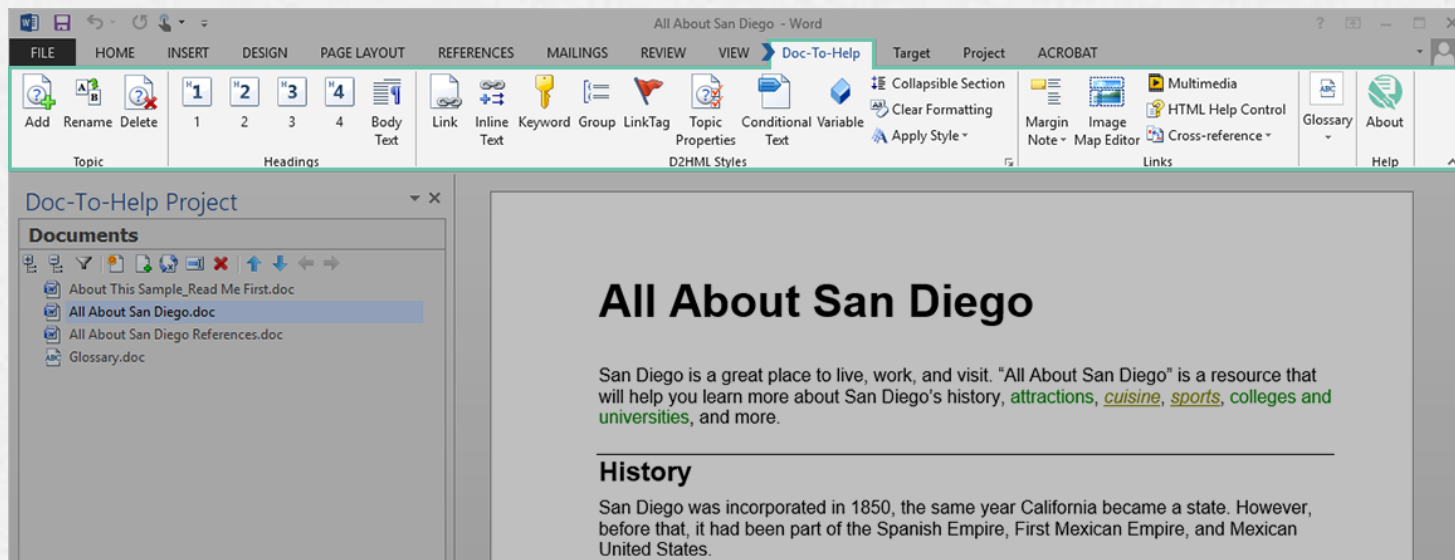 All About San Diego - Word
FILE HOME INSERT DESIGN PAGE LAYOUT REFERENCES MAILINGS REVIEW VIEW Doc-To-Help Target Project ACROBAT
Add Rename Delete
Topic
H1 H2 H3 H4
1 2 3 4 Body Text
Headings
Link Inline Text Keyword Group LinkTag Topic Properties Conditional Text Variable
Collapsible Section
Clear Formatting
Apply Style
D2HML Styles
Margin Note Image Map Editor
Multimedia
HTML Help Control
Cross-reference
Links
ABC
Glossary
About
Help
Doc-To-Help Project
Documents
About This Sample_Read Me First.doc
All About San Diego.doc
All About San Diego References.doc
Glossary.doc
All About San Diego
San Diego is a great place to live, work, and visit. “All About San Diego” is a resource that
will help you learn more about San Diego's history, attractions, cuisine, sports, colleges and
universities, and more.
History
San Diego was incorporated in 1850, the same year California became a state. However,
before that, it had been part of the Spanish Empire, First Mexican Empire, and Mexican
United States.